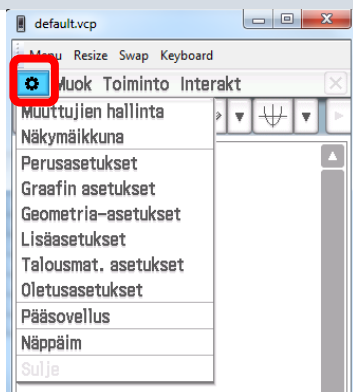 default.vcp
Menu Resize Swap Keyboard
Muok Toiminto Interakt
Muuttujien hallinta
Näkymäikkuna
Perusasetukset
Graafin asetukset
Geometria-asetukset
Lisäasetukset
Talousmat. asetukset
Oletusasetukset
Pääsovellus
Näppäim
Sulje